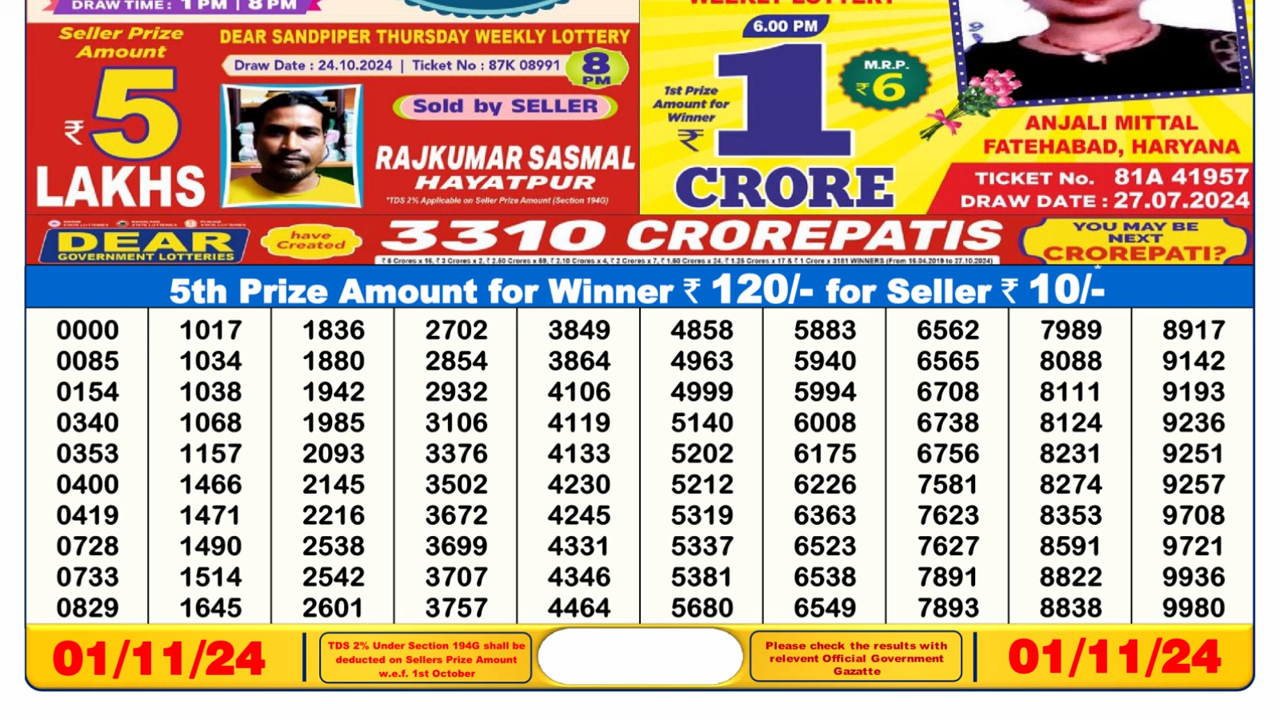 DRAW TIME: 1 PM | 8 PM
Seller Prize
Amount
₹5
LAKHS
DEAR SANDPIPER THURSDAY WEEKLY LOTTERY
Draw Date : 24.10.2024 | Ticket No : 87K 08991
8
PM
Sold by SELLER
RAJKUMAR SASMAL
HAYATPUR
*TDS 2% Applicable on Seller Prize Amount (Section 194G)
WEEKLY LOTTERY
6.00 PM
1st Prize
Amount for
Winner
₹
1
CRORE
M.R.P.
₹6
ANJALI MITTAL
FATEHABAD, HARYANA
TICKET No. 81A 41957
DRAW DATE : 27.07.2024
DEAR
GOVERNMENT LOTTERIES
have
Created
3310 CROREPATIS
YOU MAY BE
NEXT
CROREPATI?
5th Prize Amount for Winner ₹ 120/- for Seller ₹ 10/-*
0000 1017 1836 2702 3849 4858 5883 6562 7989 8917
0085 1034 1880 2854 3864 4963 5940 6565 8088 9142
0154 1038 1942 2932 4106 4999 5994 6708 8111 9193
0340 1068 1985 3106 4119 5140 6008 6738 8124 9236
0353 1157 2093 3376 4133 5202 6175 6756 8231 9251
0400 1466 2145 3502 4230 5212 6226 7581 8274 9257
0419 1471 2216 3672 4245 5319 6363 7623 8353 9708
0728 1490 2538 3699 4331 5337 6523 7627 8591 9721
0733 1514 2542 3707 4346 5381 6538 7891 8822 9936
0829 1645 2601 3757 4464 5680 6549 7893 8838 9980
01/11/24
TDS 2% Under Section 194G shall be
deducted on Sellers Prize Amount
w.e.f. 1st October
Please check the results with
relevent Official Government
Gazatte
01/11/24